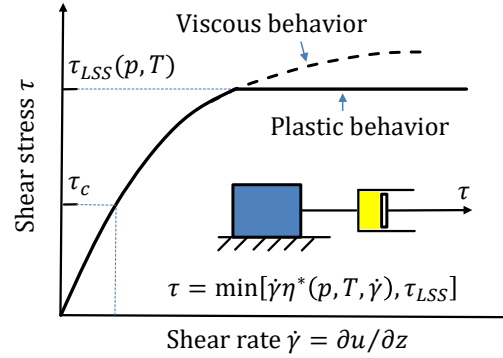 Viscous behavior
τ_LSS(p, T)
Plastic behavior
Shear stress τ
τ_c
τ
τ = min[γ̇η*(p, T, γ̇), τ_LSS]
Shear rate γ̇ = ∂u/∂z